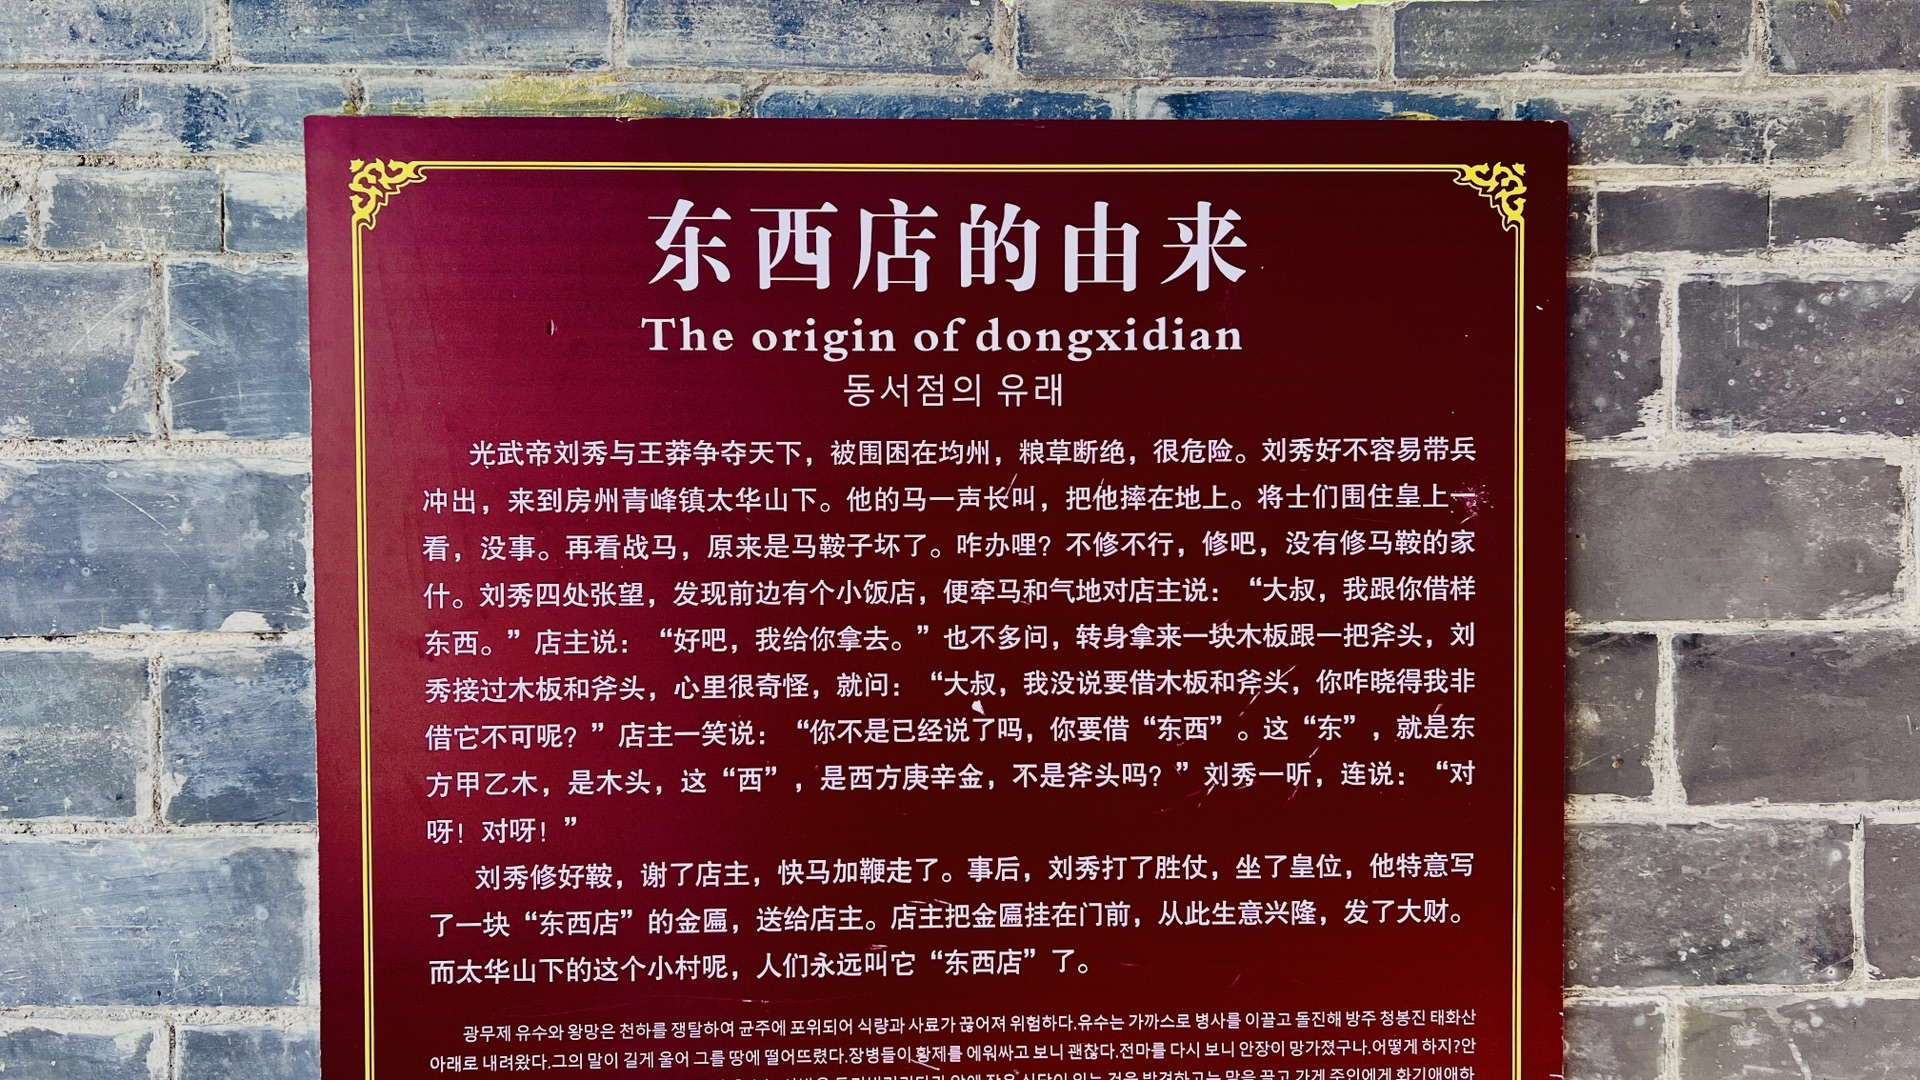 东西店的由来
The origin of dongxidian
동서점의 유래
光武帝刘秀与王莽争夺天下，被围困在均州，粮草断绝，很危险。刘秀好不容易带兵
冲出，来到房州青峰镇太华山下。他的马一声长叫，把他摔在地上。将士们围住皇上一
看，没事。再看战马，原来是马鞍子坏了。咋办哩？不修不行，修吧，没有修马鞍的家
什。刘秀四处张望，发现前边有个小饭店，便牵马和气地对店主说：“大叔，我跟你借样
东西。”店主说：“好吧，我给你拿去。”也不多问，转身拿来一块木板跟一把斧头，刘
秀接过木板和斧头，心里很奇怪，就问：“大叔，我没说要借木板和斧头，你咋晓得我非
借它不可呢？”店主一笑说：“你不是已经说了吗，你要借“东西”。这“东”，就是东
方甲乙木，是木头，这“西”，是西方庚辛金，不是斧头吗？”刘秀一听，连说：“对
呀！对呀！”
刘秀修好鞍，谢了店主，快马加鞭走了。事后，刘秀打了胜仗，坐了皇位，他特意写
了一块“东西店”的金匾，送给店主。店主把金匾挂在门前，从此生意兴隆，发了大财。
而太华山下的这个小村呢，人们永远叫它“东西店”了。
광무제 유수와 왕망은 천하를 쟁탈하여 균주에 포위되어 식량과 사료가 끊어져 위험하다.유수는 가까스로 병사를 이끌고 돌진해 방주 청봉진 태화산
아래로 내려왔다.그의 말이 길게 울어 그를 땅에 떨어뜨렸다.장병들이 황제를 에워싸고 보니 괜찮다.전마를 다시 보니 안장이 망가졌구나.어떻게 하지?안